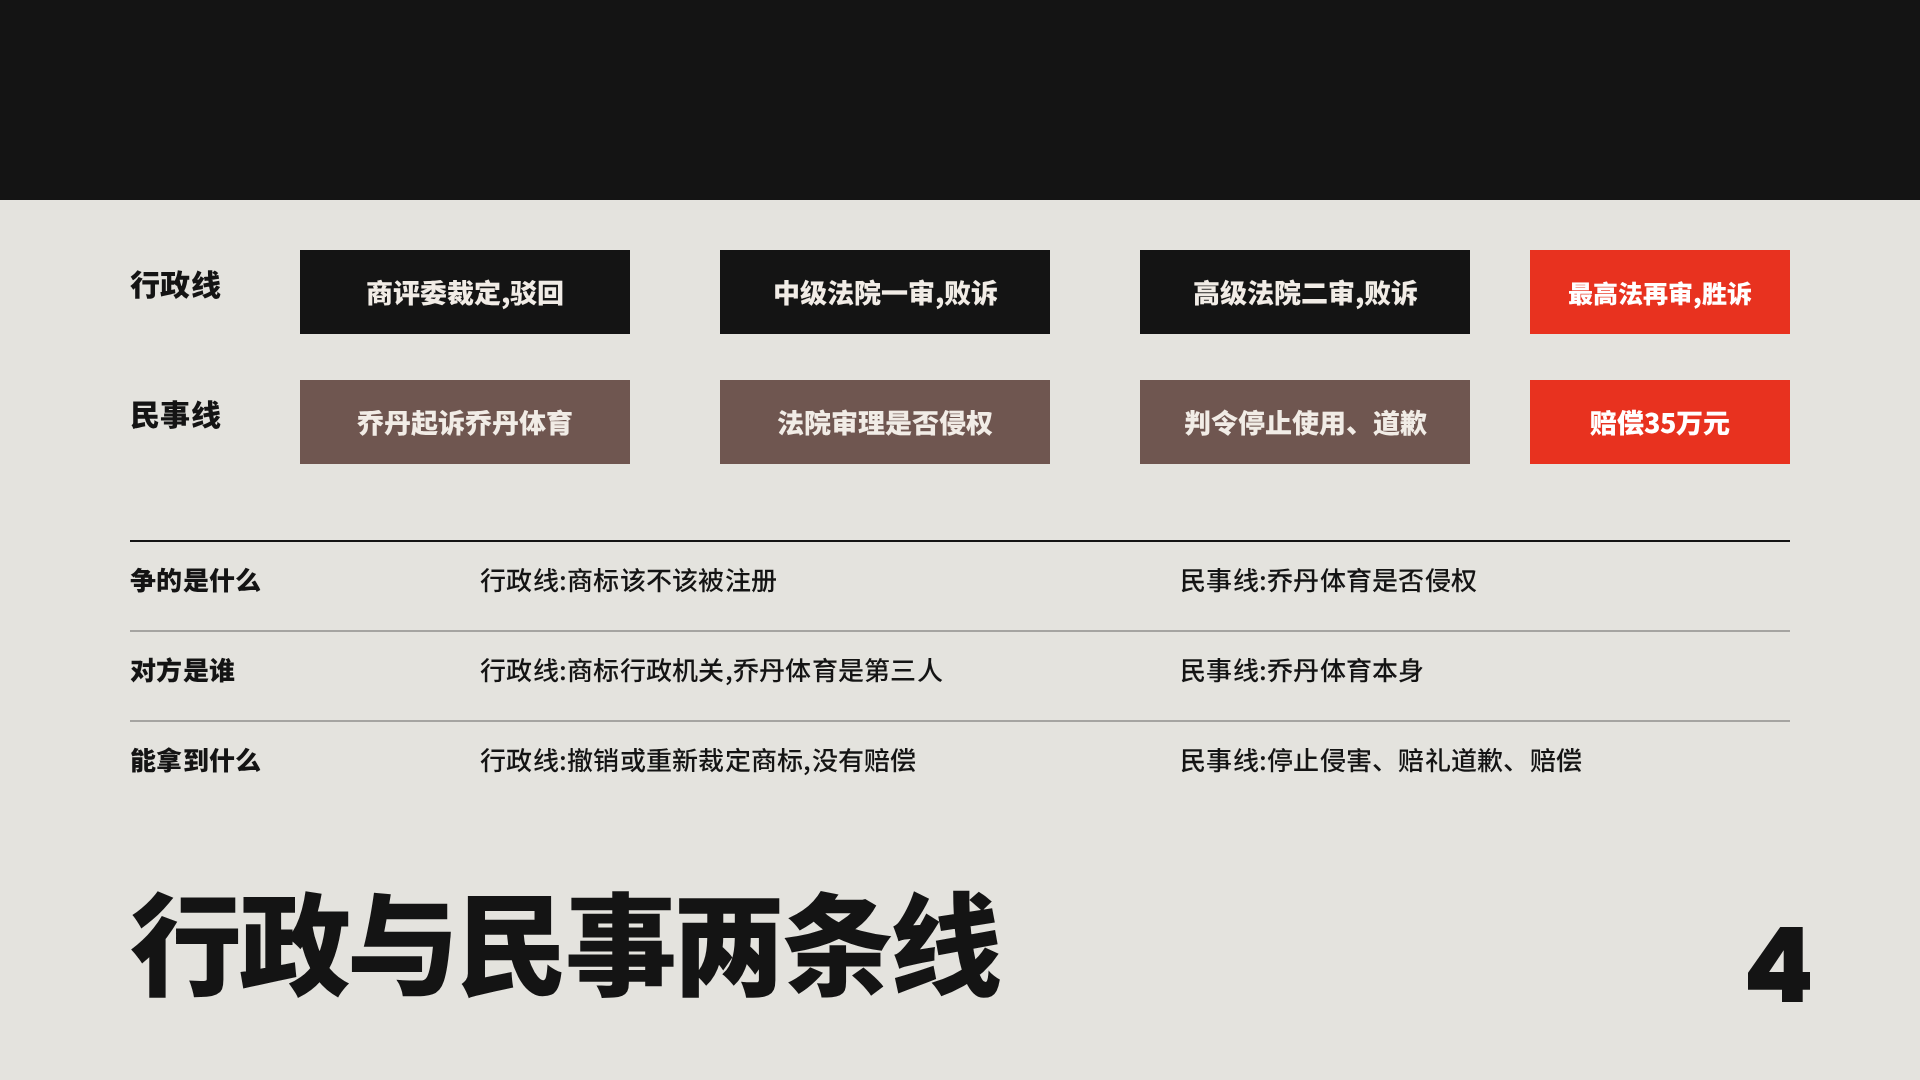 行政线
商评委裁定,驳回
中级法院一审,败诉
高级法院二审,败诉
最高法再审,胜诉
民事线
乔丹起诉乔丹体育
法院审理是否侵权
判令停止使用、道歉
赔偿35万元
争的是什么
行政线:商标该不该被注册
民事线:乔丹体育是否侵权
对方是谁
行政线:商标行政机关,乔丹体育是第三人
民事线:乔丹体育本身
能拿到什么
行政线:撤销或重新裁定商标,没有赔偿
民事线:停止侵害、赔礼道歉、赔偿
行政与民事两条线
4